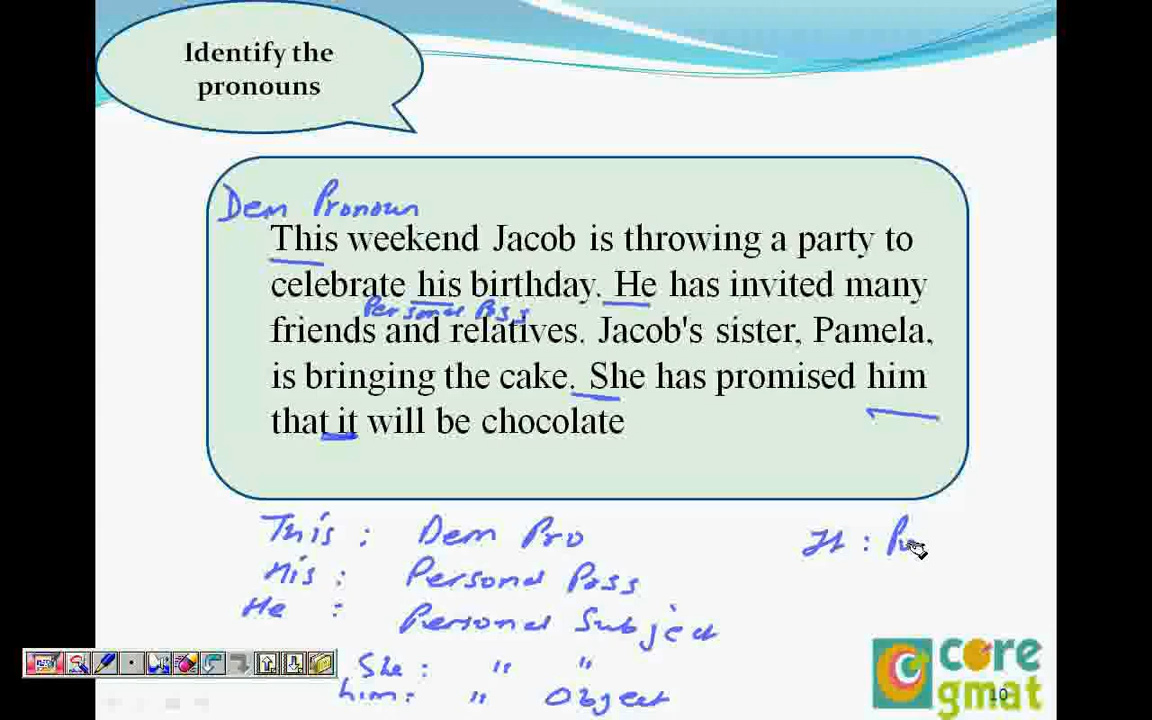 Identify the
pronouns
Dem Pronoun
This weekend Jacob is throwing a party to
celebrate his birthday. He has invited many
Personal Poss
friends and relatives. Jacob's sister, Pamela,
is bringing the cake. She has promised him
that it will be chocolate
This : Dem Pro
It :
His : Personal Poss
He : Personal Subject
She : " "
him : " Object
core
gmat
10